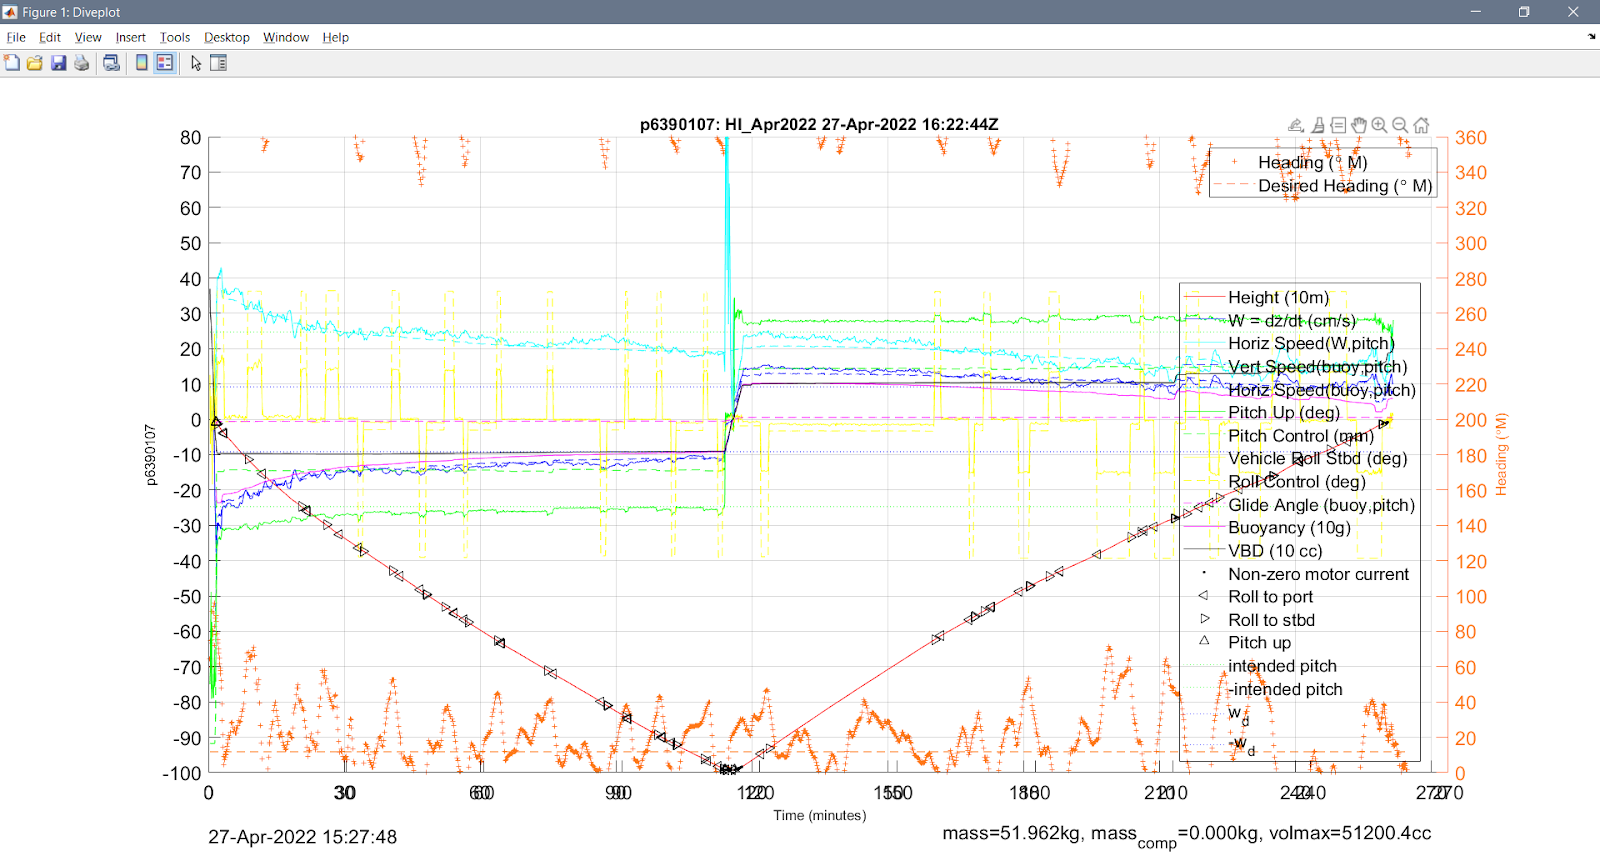 Figure 1: Diveplot
File Edit View Insert Tools Desktop Window Help
p6390107: HI_Apr2022 27-Apr-2022 16:22:44Z
80
70
60
50
40
30
20
10
0
-10
-20
-30
-40
-50
-60
-70
-80
-90
-100
p6390107
360
340
320
300
280
260
240
220
200
180
160
140
120
100
80
60
40
20
0
Heading (°M)
Heading (° M)
Desired Heading (° M)
Height (10m)
W = dz/dt (cm/s)
Horiz Speed(W,pitch)
Vert Speed(buoy,pitch)
Horiz Speed(buoy,pitch)
Pitch Up (deg)
Pitch Control (mm)
Vehicle Roll Stbd (deg)
Roll Control (deg)
Glide Angle (buoy,pitch)
Buoyancy (10g)
VBD (10 cc)
Non-zero motor current
Roll to port
Roll to stbd
Pitch up
intended pitch
-intended pitch
w_d
-w_d
0 30 60 90 120 150 180 210 240 270
Time (minutes)
27-Apr-2022 15:27:48
mass=51.962kg, mass_comp=0.000kg, volmax=51200.4cc